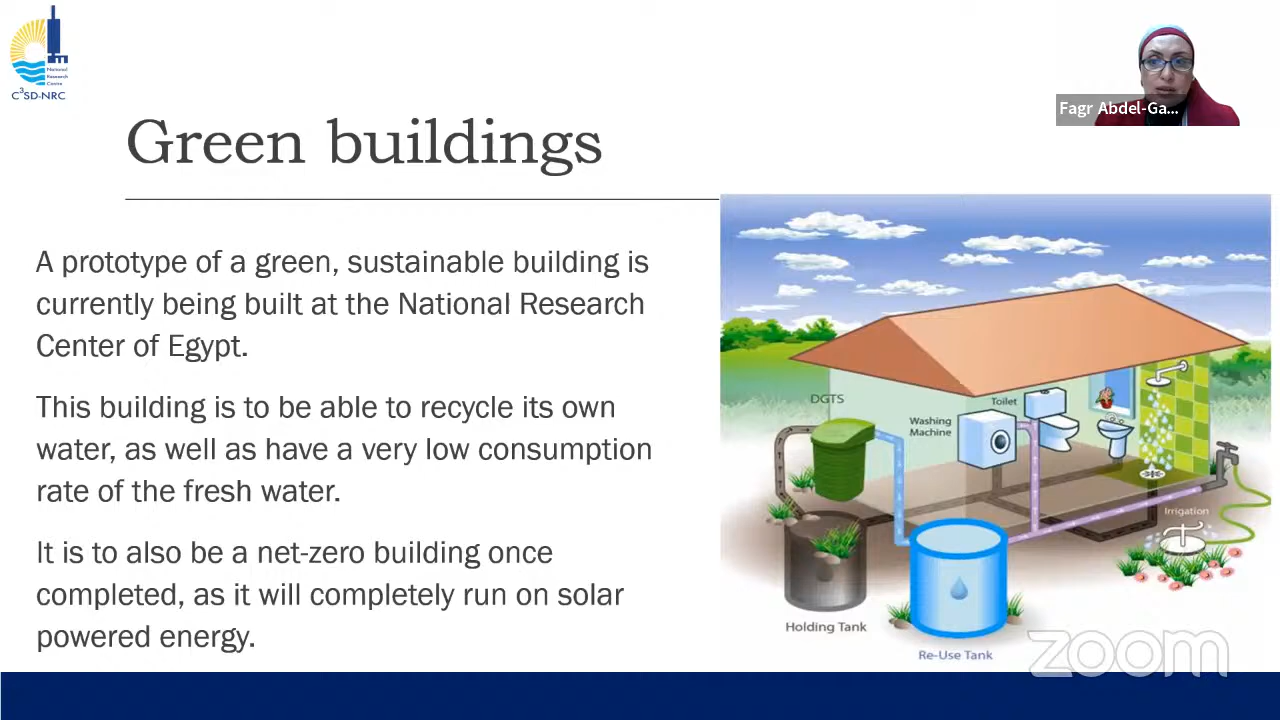 National
Research
Centre
C³SD-NRC
Fagr Abdel-Ga...
Green buildings
A prototype of a green, sustainable building is
currently being built at the National Research
Center of Egypt.
This building is to be able to recycle its own
water, as well as have a very low consumption
rate of the fresh water.
It is to also be a net-zero building once
completed, as it will completely run on solar
powered energy.
DGTS
Washing
Machine
Toilet
Irrigation
Holding Tank
Re-Use Tank
zoom